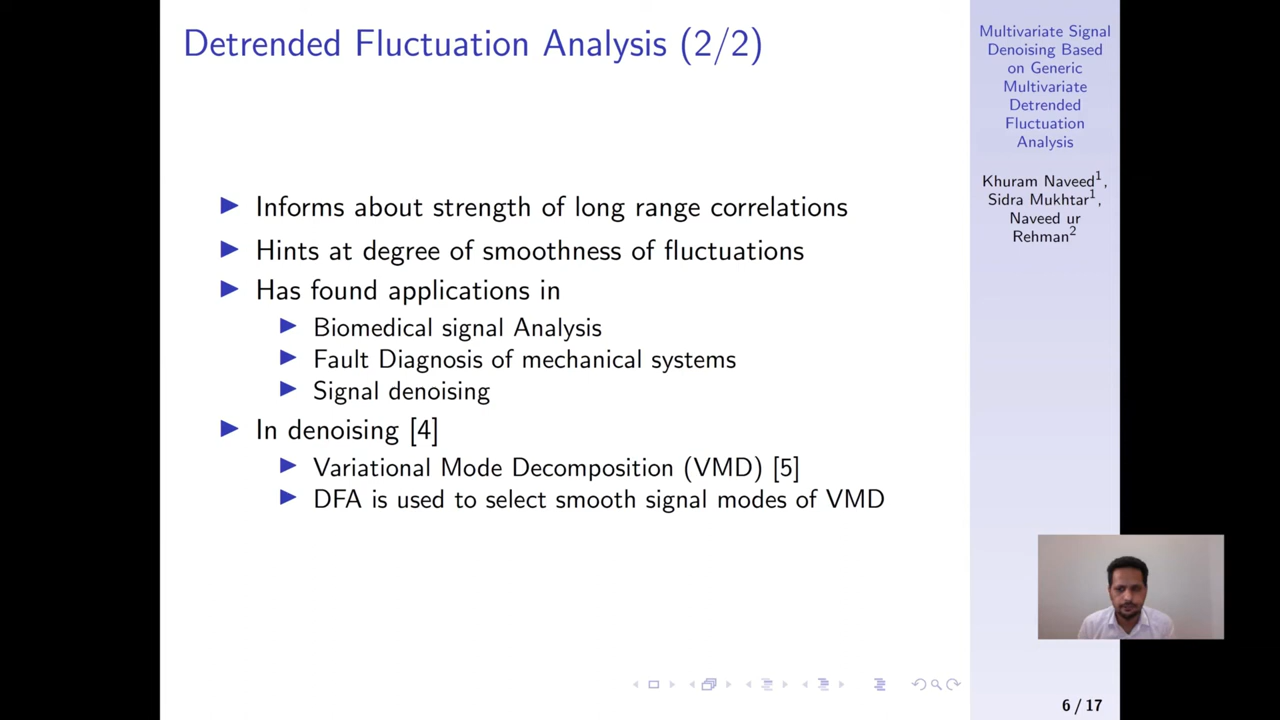 Detrended Fluctuation Analysis (2/2)
Informs about strength of long range correlations
Hints at degree of smoothness of fluctuations
Has found applications in
Biomedical signal Analysis
Fault Diagnosis of mechanical systems
Signal denoising
In denoising [4]
Variational Mode Decomposition (VMD) [5]
DFA is used to select smooth signal modes of VMD
Multivariate Signal
Denoising Based
on Generic
Multivariate
Detrended
Fluctuation
Analysis
Khuram Naveed1,
Sidra Mukhtar1,
Naveed ur
Rehman2
6 / 17